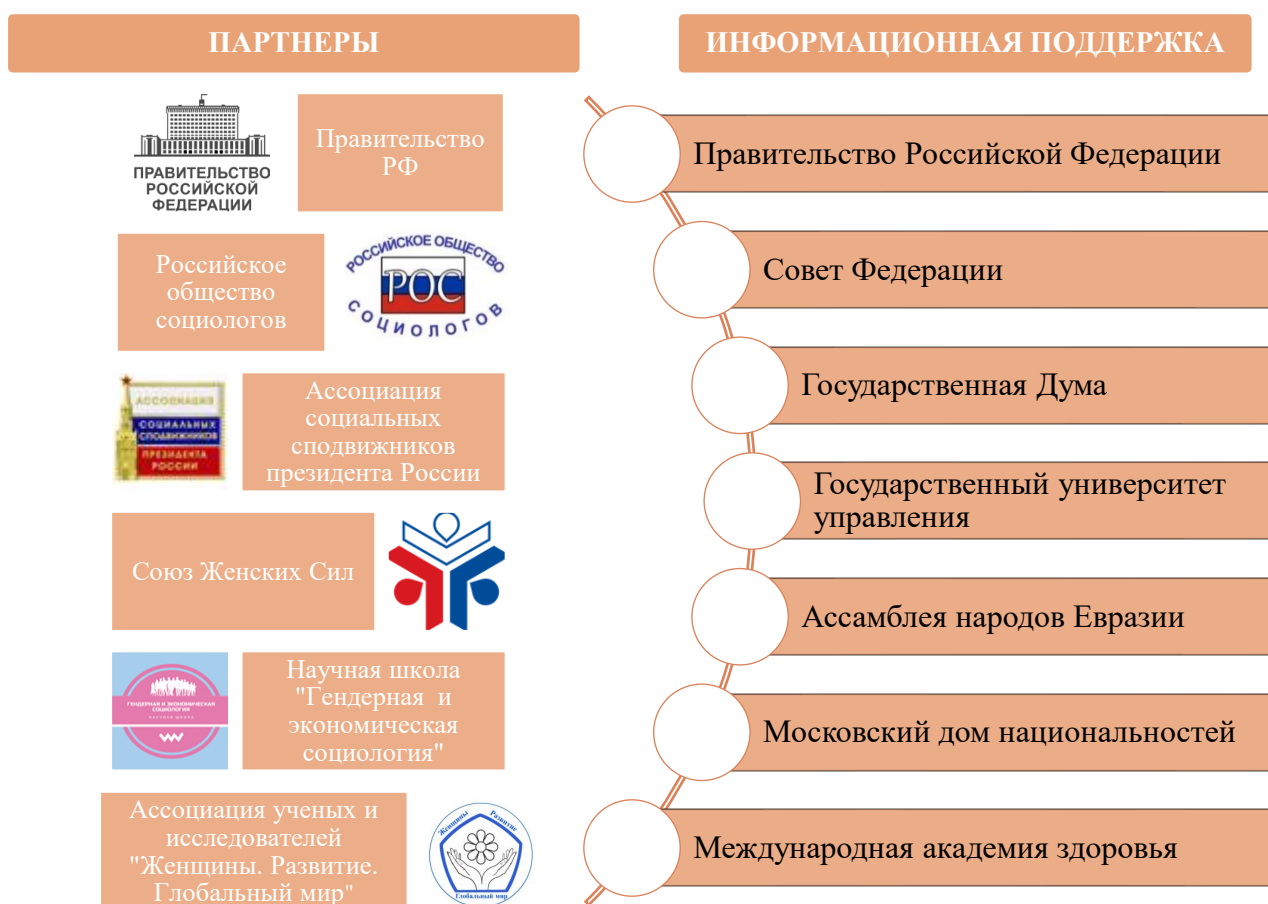 ПАРТНЕРЫ
ПРАВИТЕЛЬСТВО
РОССИЙСКОЙ
ФЕДЕРАЦИИ
Правительство
РФ
Российское
общество
социологов
РОССИЙСКОЕ ОБЩЕСТВО
РОС
СОЦИОЛОГОВ
АССОЦИАЦИЯ
СОЦИАЛЬНЫХ
СПОДВИЖНИКОВ
ПРЕЗИДЕНТА
РОССИИ
Ассоциация
социальных
сподвижников
президента России
Союз Женских Сил
ГЕНДЕРНАЯ И ЭКОНОМИЧЕСКАЯ
СОЦИОЛОГИЯ
НАУЧНАЯ ШКОЛА
Научная школа
"Гендерная и
экономическая
социология"
Ассоциация ученых и
исследователей
"Женщины. Развитие.
Глобальный мир"
Женщины
Развитие
Глобальный мир
ИНФОРМАЦИОННАЯ ПОДДЕРЖКА
Правительство Российской Федерации
Совет Федерации
Государственная Дума
Государственный университет
управления
Ассамблея народов Евразии
Московский дом национальностей
Международная академия здоровья